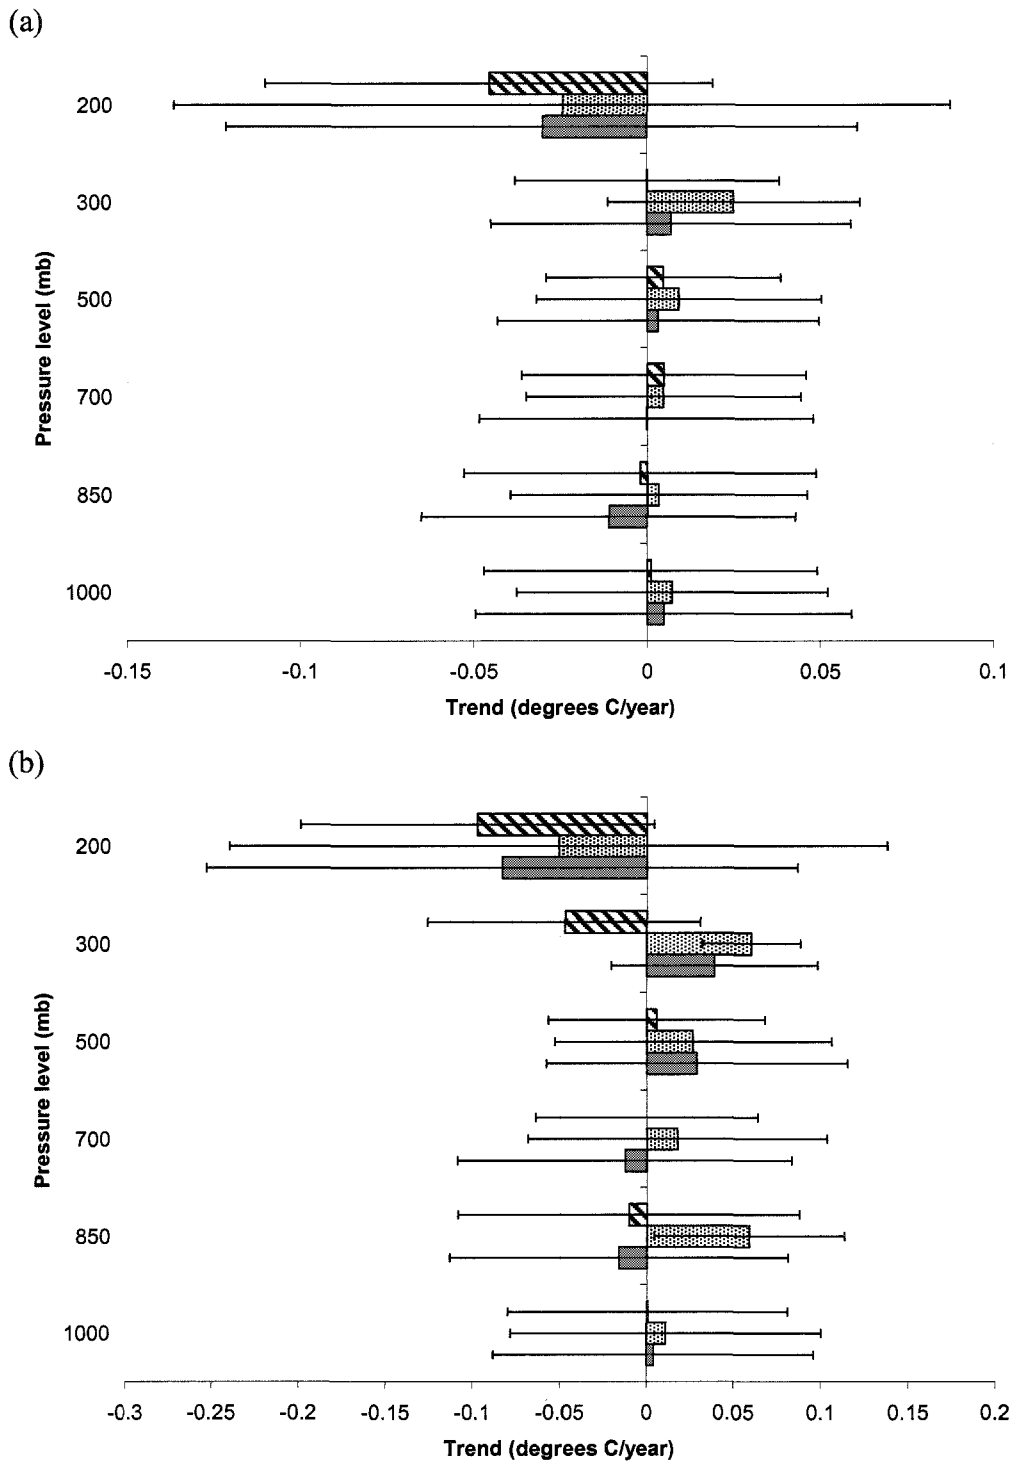 (a)
200
300
500
700
850
1000
Pressure level (mb)
-0.15 -0.1 -0.05 0 0.05 0.1
Trend (degrees C/year)
(b)
200
300
500
700
850
1000
Pressure level (mb)
-0.3 -0.25 -0.2 -0.15 -0.1 -0.05 0 0.05 0.1 0.15 0.2
Trend (degrees C/year)